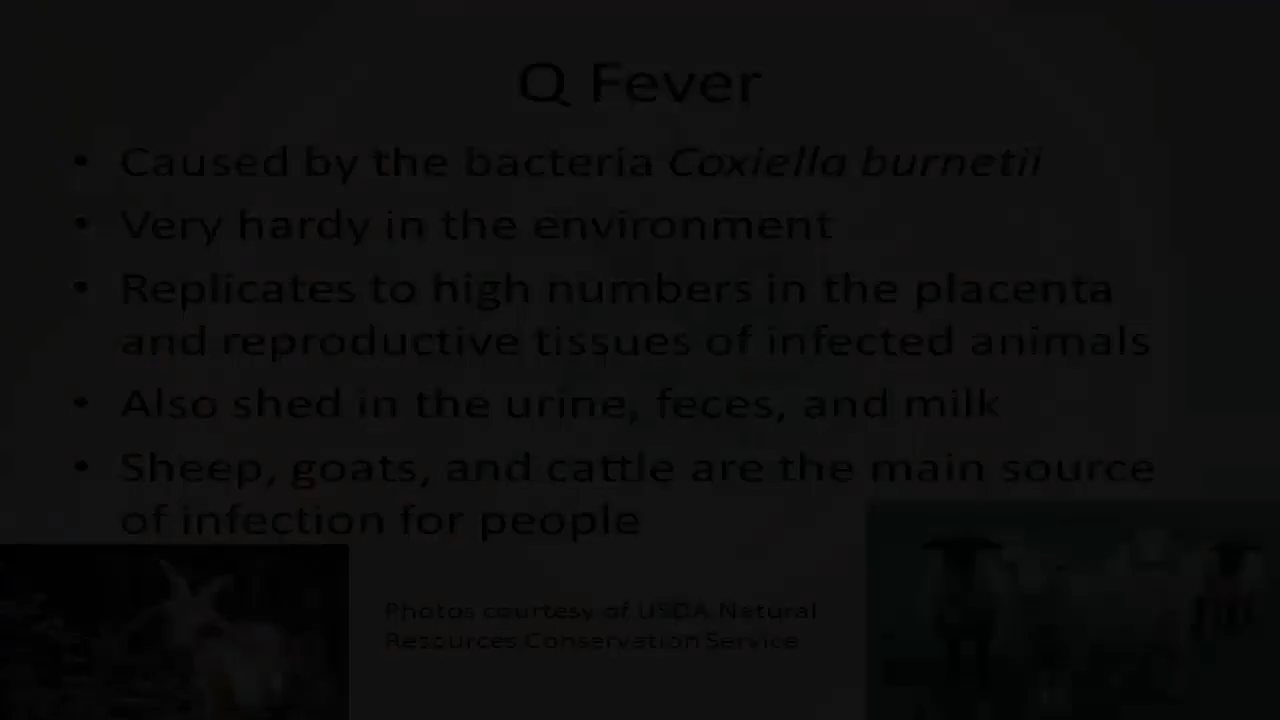 Q Fever
• Caused by the bacteria Coxiella burnetii
• Very hardy in the environment
• Replicates to high numbers in the placenta
and reproductive tissues of infected animals
• Also shed in the urine, feces, and milk
• Sheep, goats, and cattle are the main source
of infection for people
Photos courtesy of USDA Natural
Resources Conservation Service